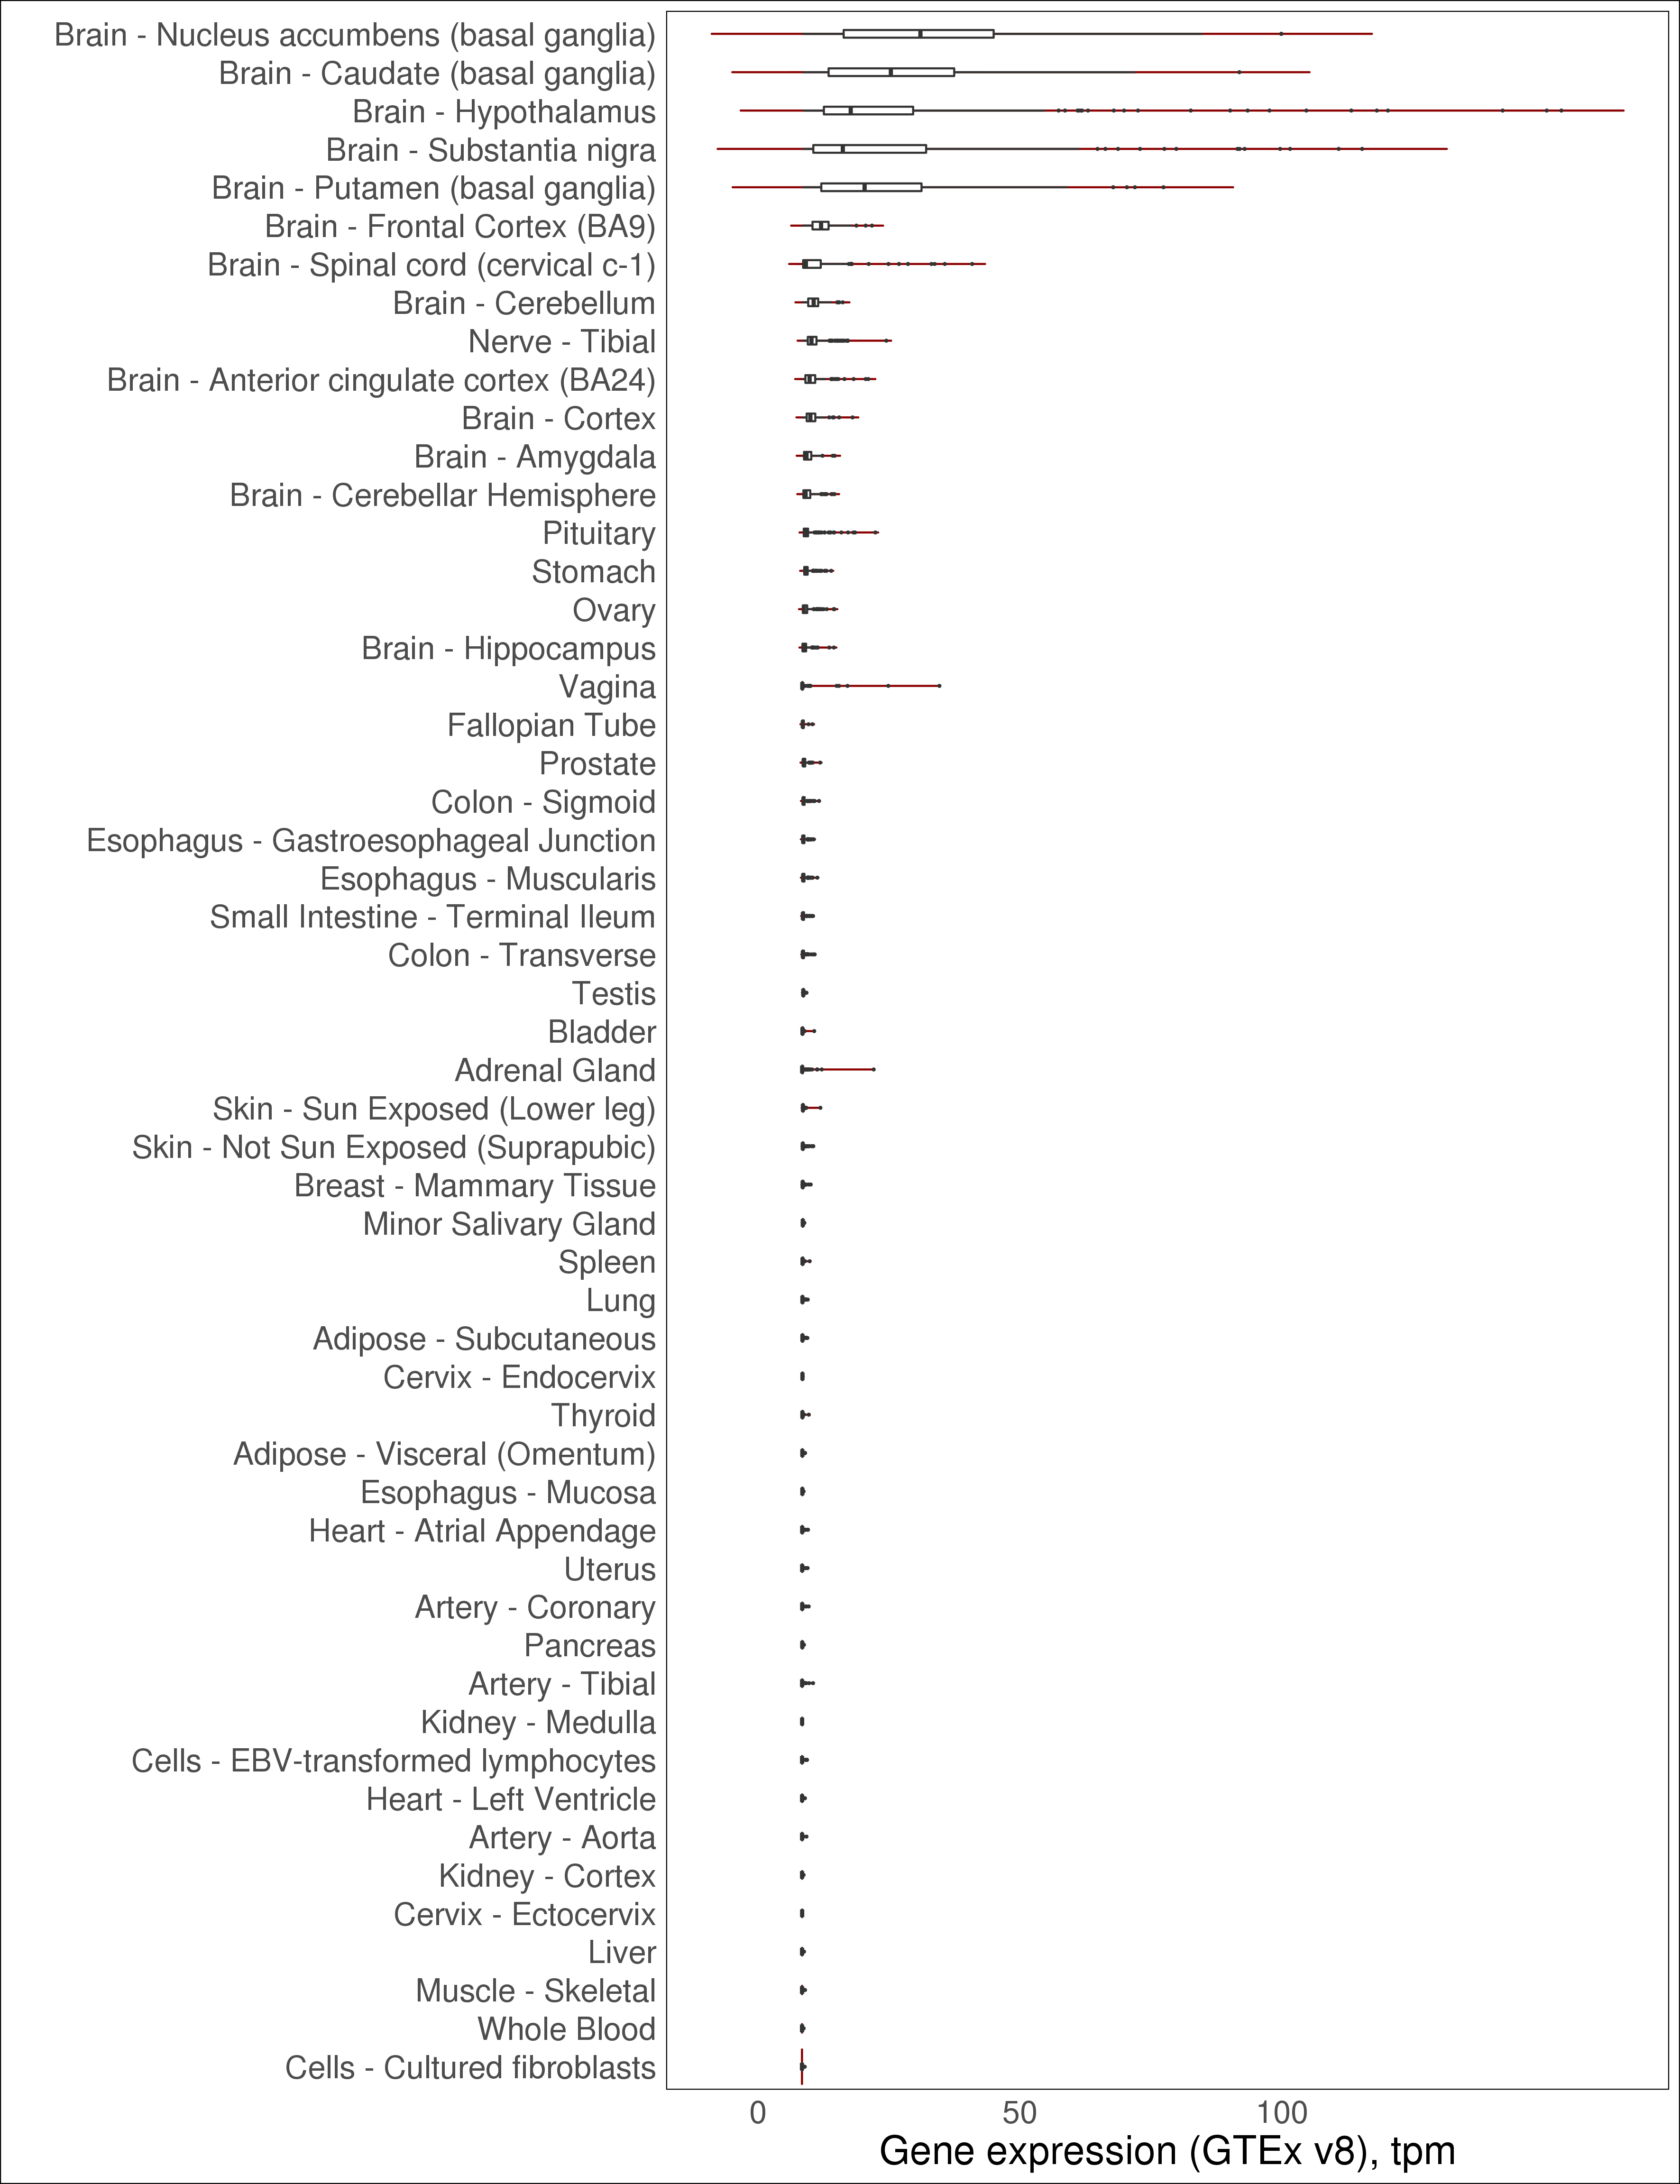 Brain - Nucleus accumbens (basal ganglia)
Brain - Caudate (basal ganglia)
Brain - Hypothalamus
Brain - Substantia nigra
Brain - Putamen (basal ganglia)
Brain - Frontal Cortex (BA9)
Brain - Spinal cord (cervical c-1)
Brain - Cerebellum
Nerve - Tibial
Brain - Anterior cingulate cortex (BA24)
Brain - Cortex
Brain - Amygdala
Brain - Cerebellar Hemisphere
Pituitary
Stomach
Ovary
Brain - Hippocampus
Vagina
Fallopian Tube
Prostate
Colon - Sigmoid
Esophagus - Gastroesophageal Junction
Esophagus - Muscularis
Small Intestine - Terminal Ileum
Colon - Transverse
Testis
Bladder
Adrenal Gland
Skin - Sun Exposed (Lower leg)
Skin - Not Sun Exposed (Suprapubic)
Breast - Mammary Tissue
Minor Salivary Gland
Spleen
Lung
Adipose - Subcutaneous
Cervix - Endocervix
Thyroid
Adipose - Visceral (Omentum)
Esophagus - Mucosa
Heart - Atrial Appendage
Uterus
Artery - Coronary
Pancreas
Artery - Tibial
Kidney - Medulla
Cells - EBV-transformed lymphocytes
Heart - Left Ventricle
Artery - Aorta
Kidney - Cortex
Cervix - Ectocervix
Liver
Muscle - Skeletal
Whole Blood
Cells - Cultured fibroblasts
0 50 100
Gene expression (GTEx v8), tpm